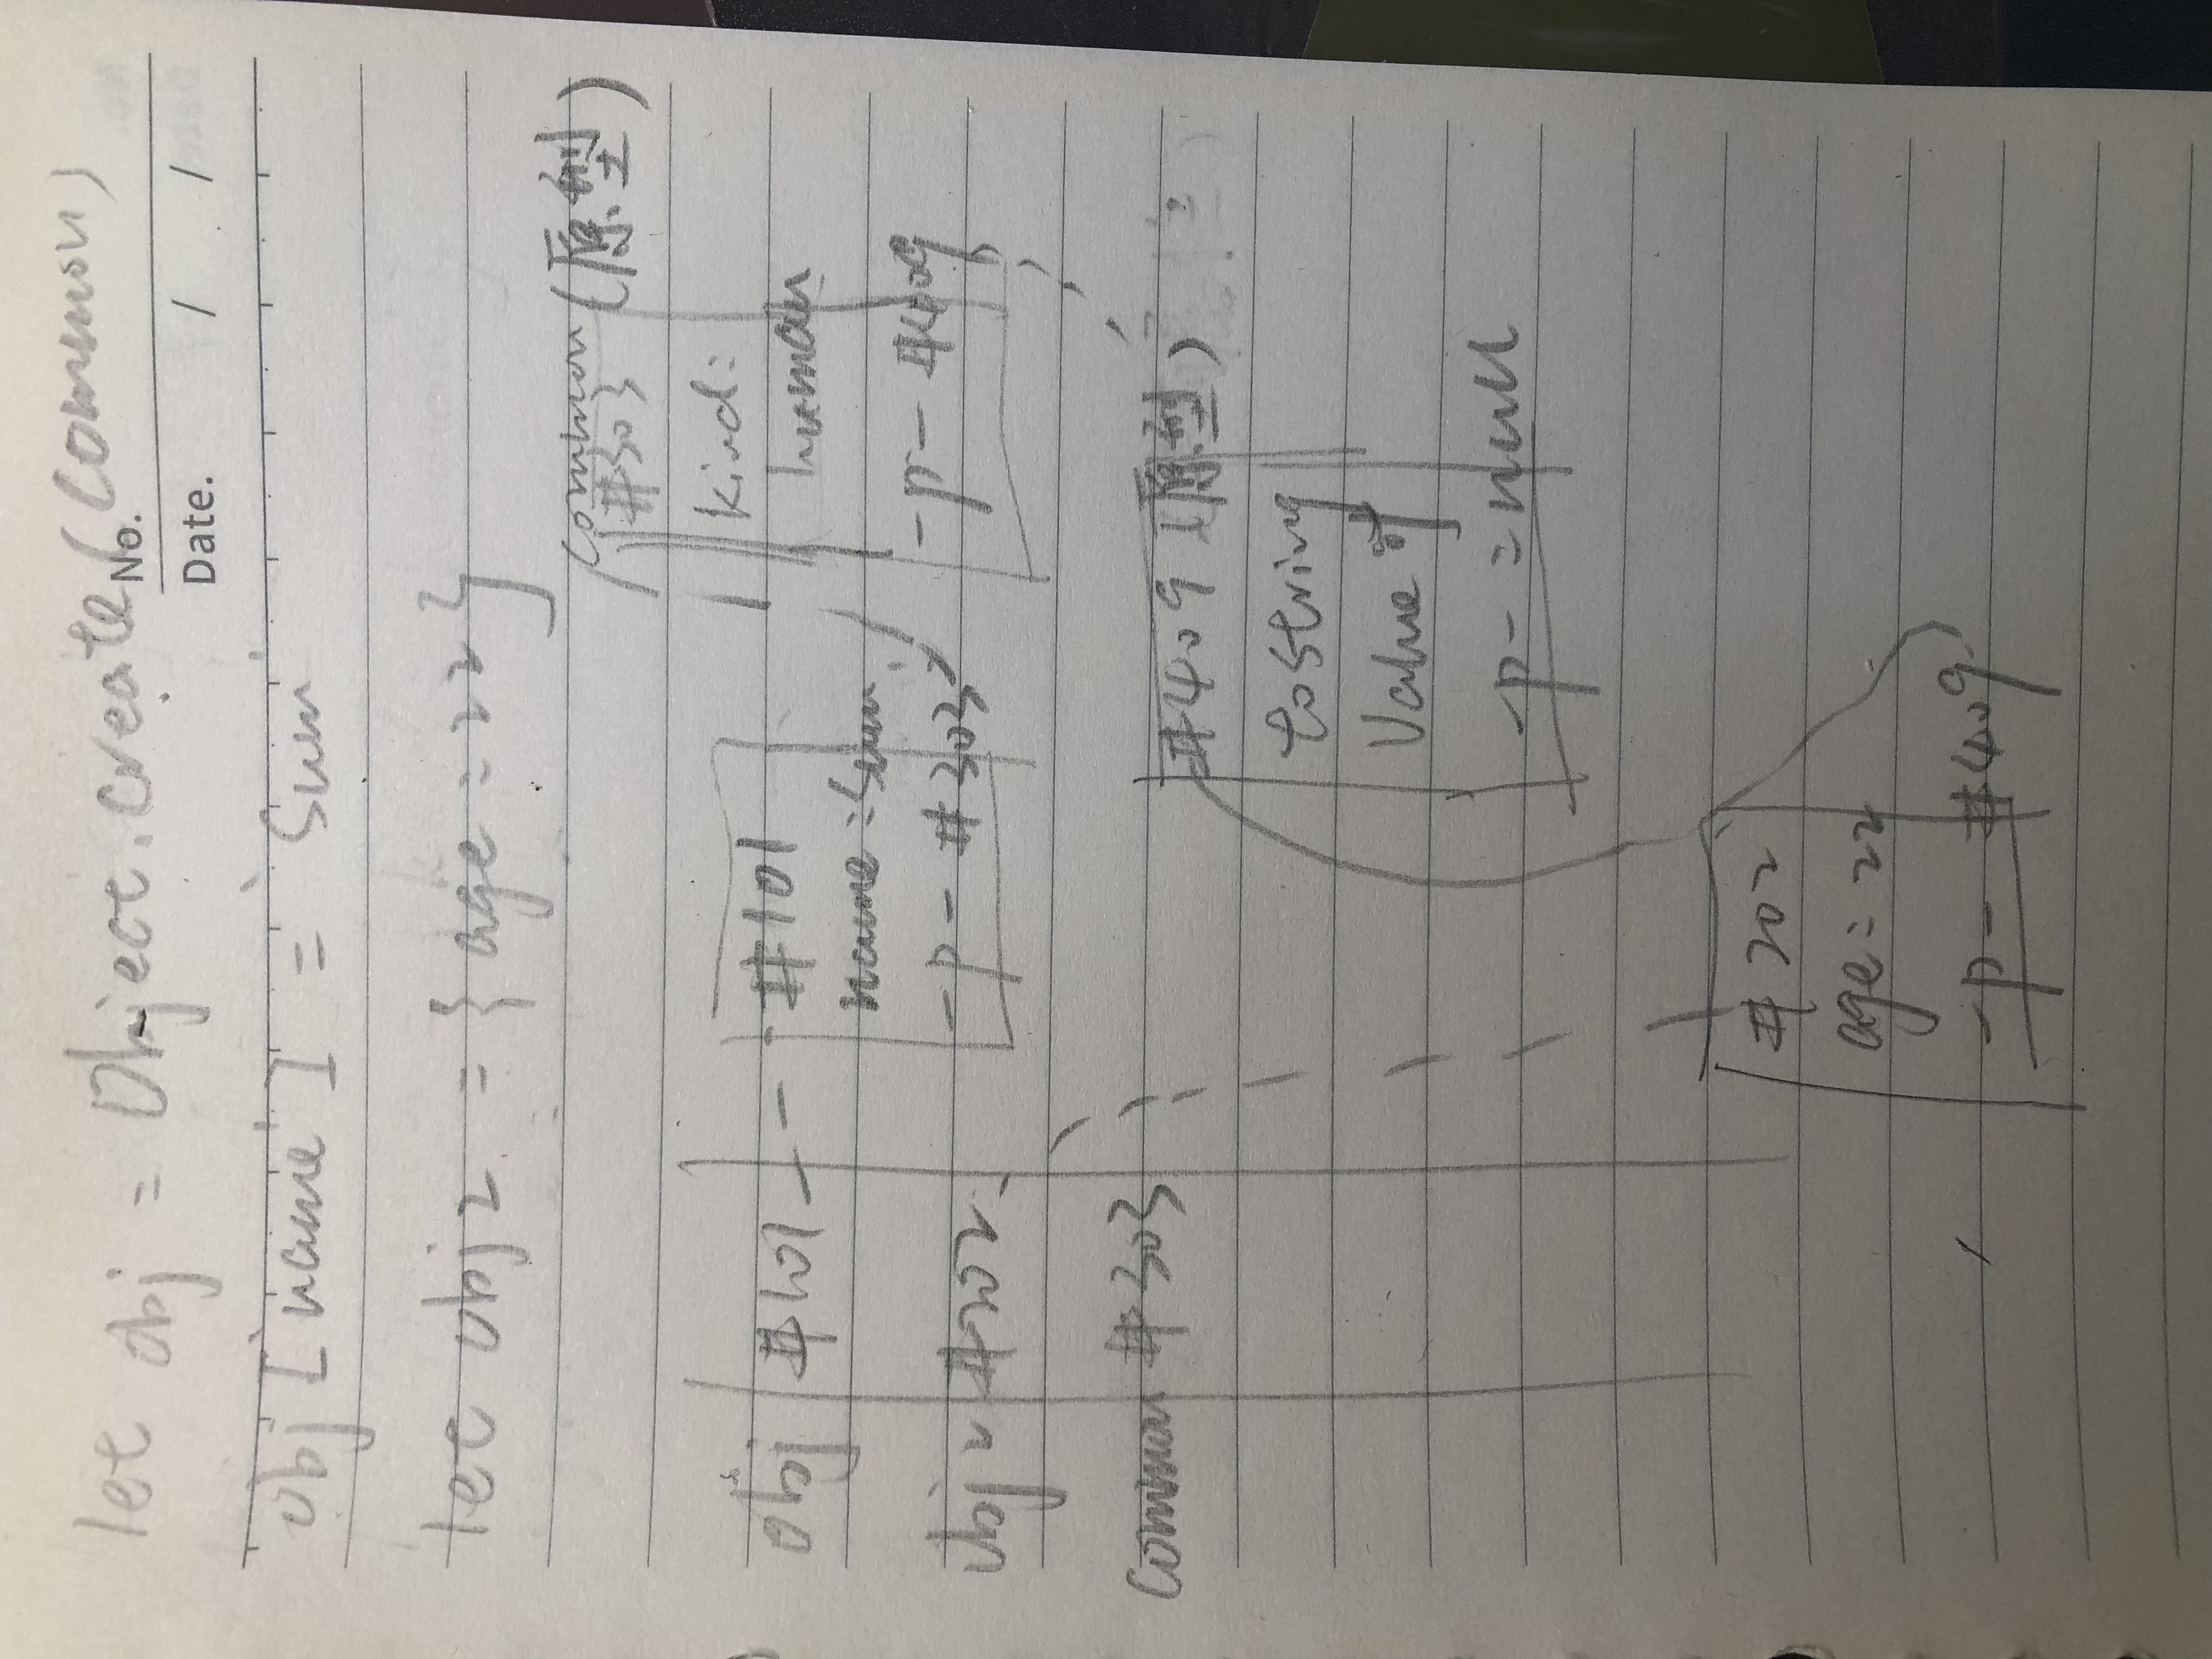 let obj = Object.create(common)
No.
Date. / /
obj['name'] = 'Sum'
let obj2 = {age:22}
common (原型)
#303
kind:
human
-p- #409
obj #101
#101
name:Sum
-p- #303
obj2 #202
common #303
#409 (原型)
toString
Value of
-p- = null
#202
age: 22
-p- #409